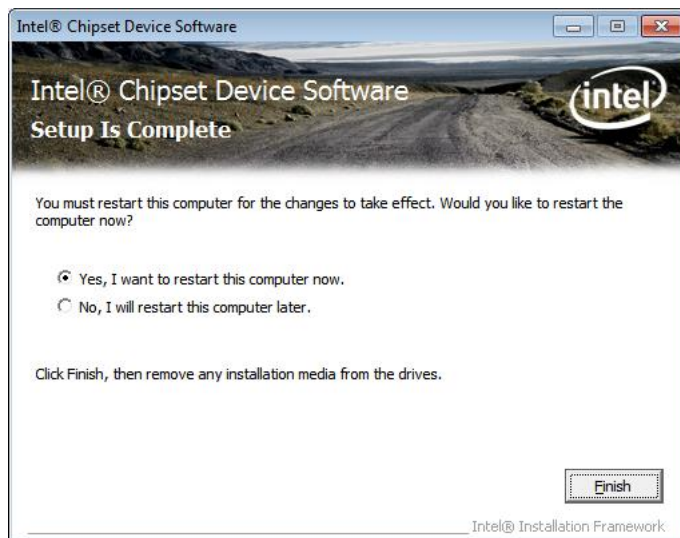 Intel® Chipset Device Software
Intel® Chipset Device Software
intel
Setup Is Complete
You must restart this computer for the changes to take effect. Would you like to restart the
computer now?
Yes, I want to restart this computer now.
No, I will restart this computer later.
Click Finish, then remove any installation media from the drives.
Finish
Intel® Installation Framework